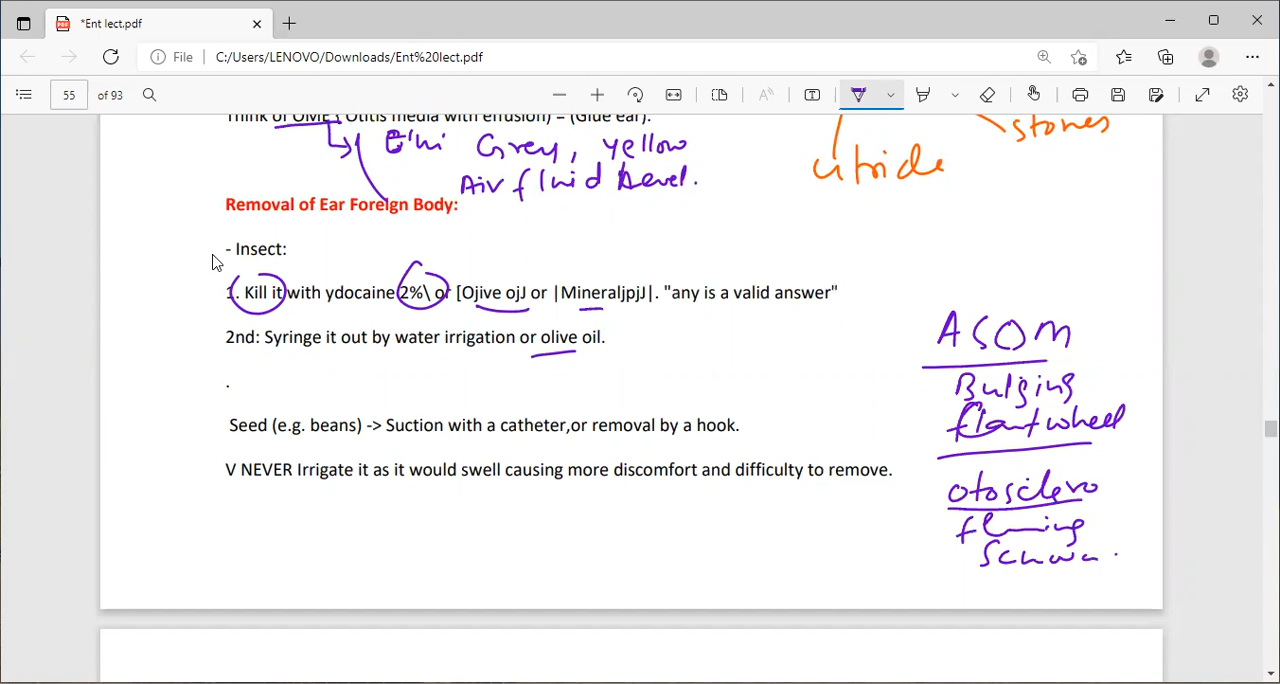 *Ent lect.pdf
File C:/Users/LENOVO/Downloads/Ent%20lect.pdf
55 of 93
Think of OME ( Otitis media with effusion) = (Glue ear).
stones
Grey, yellow
utricle
Air fluid level.
Removal of Ear Foreign Body:
- Insect:
1. Kill it with ydocaine 2%\ or [Ojive ojJ or |MineraljpjJ|. "any is a valid answer"
2nd: Syringe it out by water irrigation or olive oil.
ASOM
.
Bulging
cartwheel
Seed (e.g. beans) -> Suction with a catheter,or removal by a hook.
V NEVER Irrigate it as it would swell causing more discomfort and difficulty to remove.
otosclero
fleming
Schwa